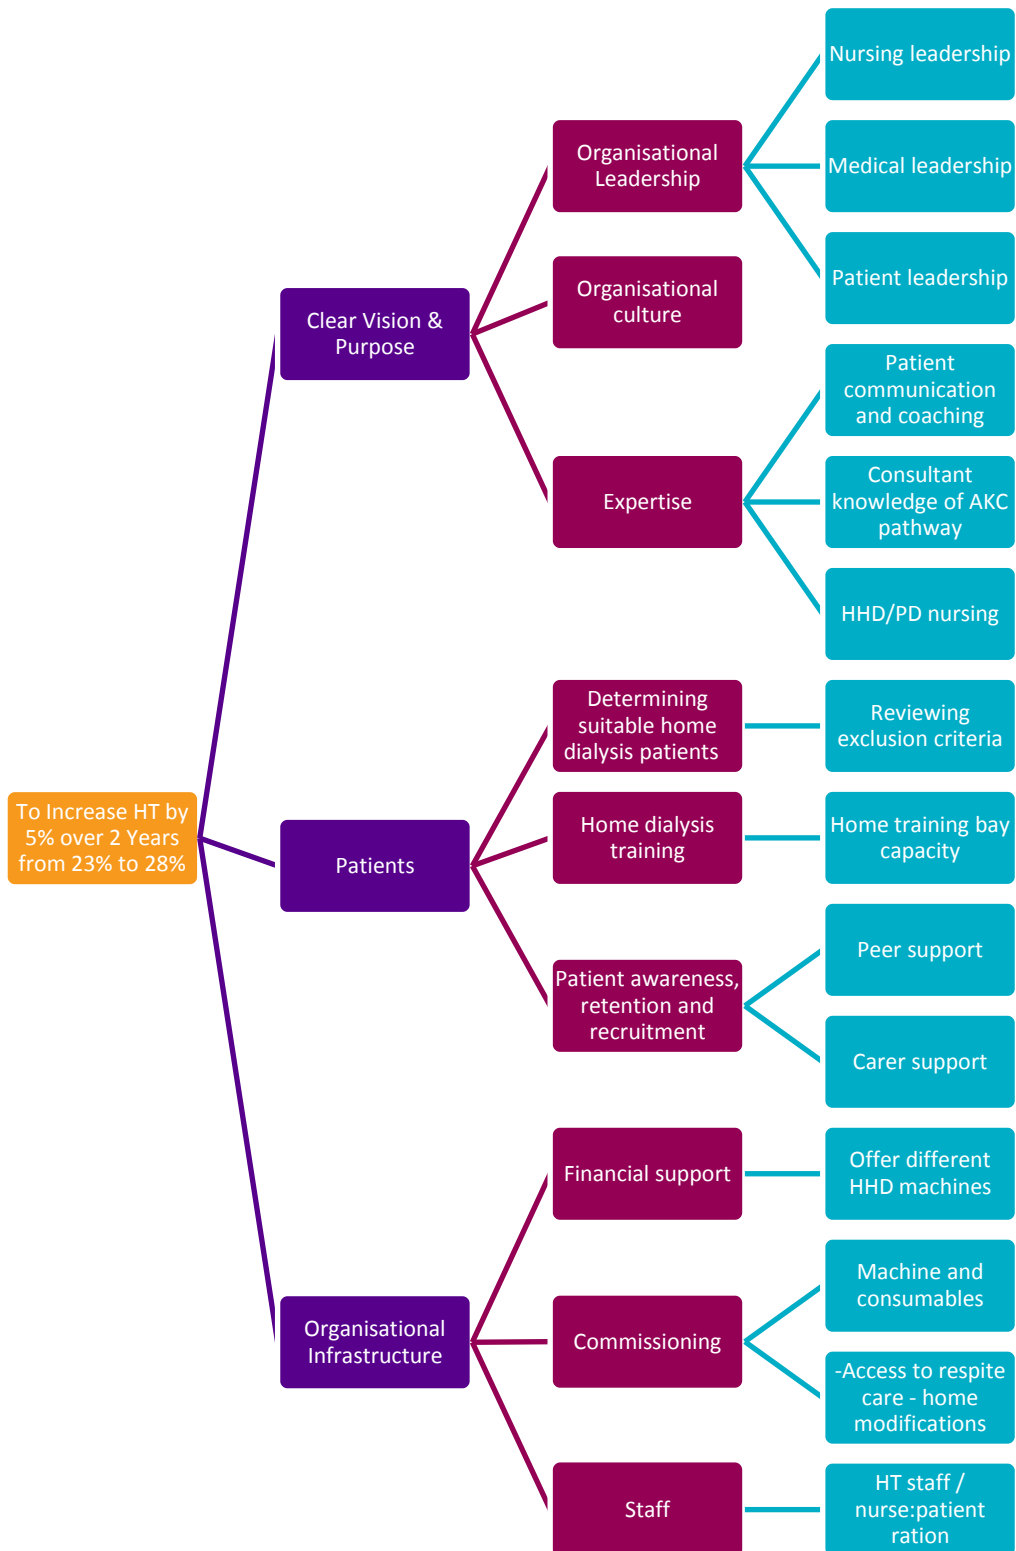 To Increase HT by
5% over 2 Years
from 23% to 28%
Clear Vision &
Purpose
Organisational
Leadership
Nursing leadership
Medical leadership
Patient leadership
Organisational
culture
Expertise
Patient
communication
and coaching
Consultant
knowledge of AKC
pathway
HHD/PD nursing
Patients
Determining
suitable home
dialysis patients
Reviewing
exclusion criteria
Home dialysis
training
Home training bay
capacity
Patient awareness,
retention and
recruitment
Peer support
Carer support
Organisational
Infrastructure
Financial support
Offer different
HHD machines
Commissioning
Machine and
consumables
-Access to respite
care - home
modifications
Staff
HT staff /
nurse:patient
ration